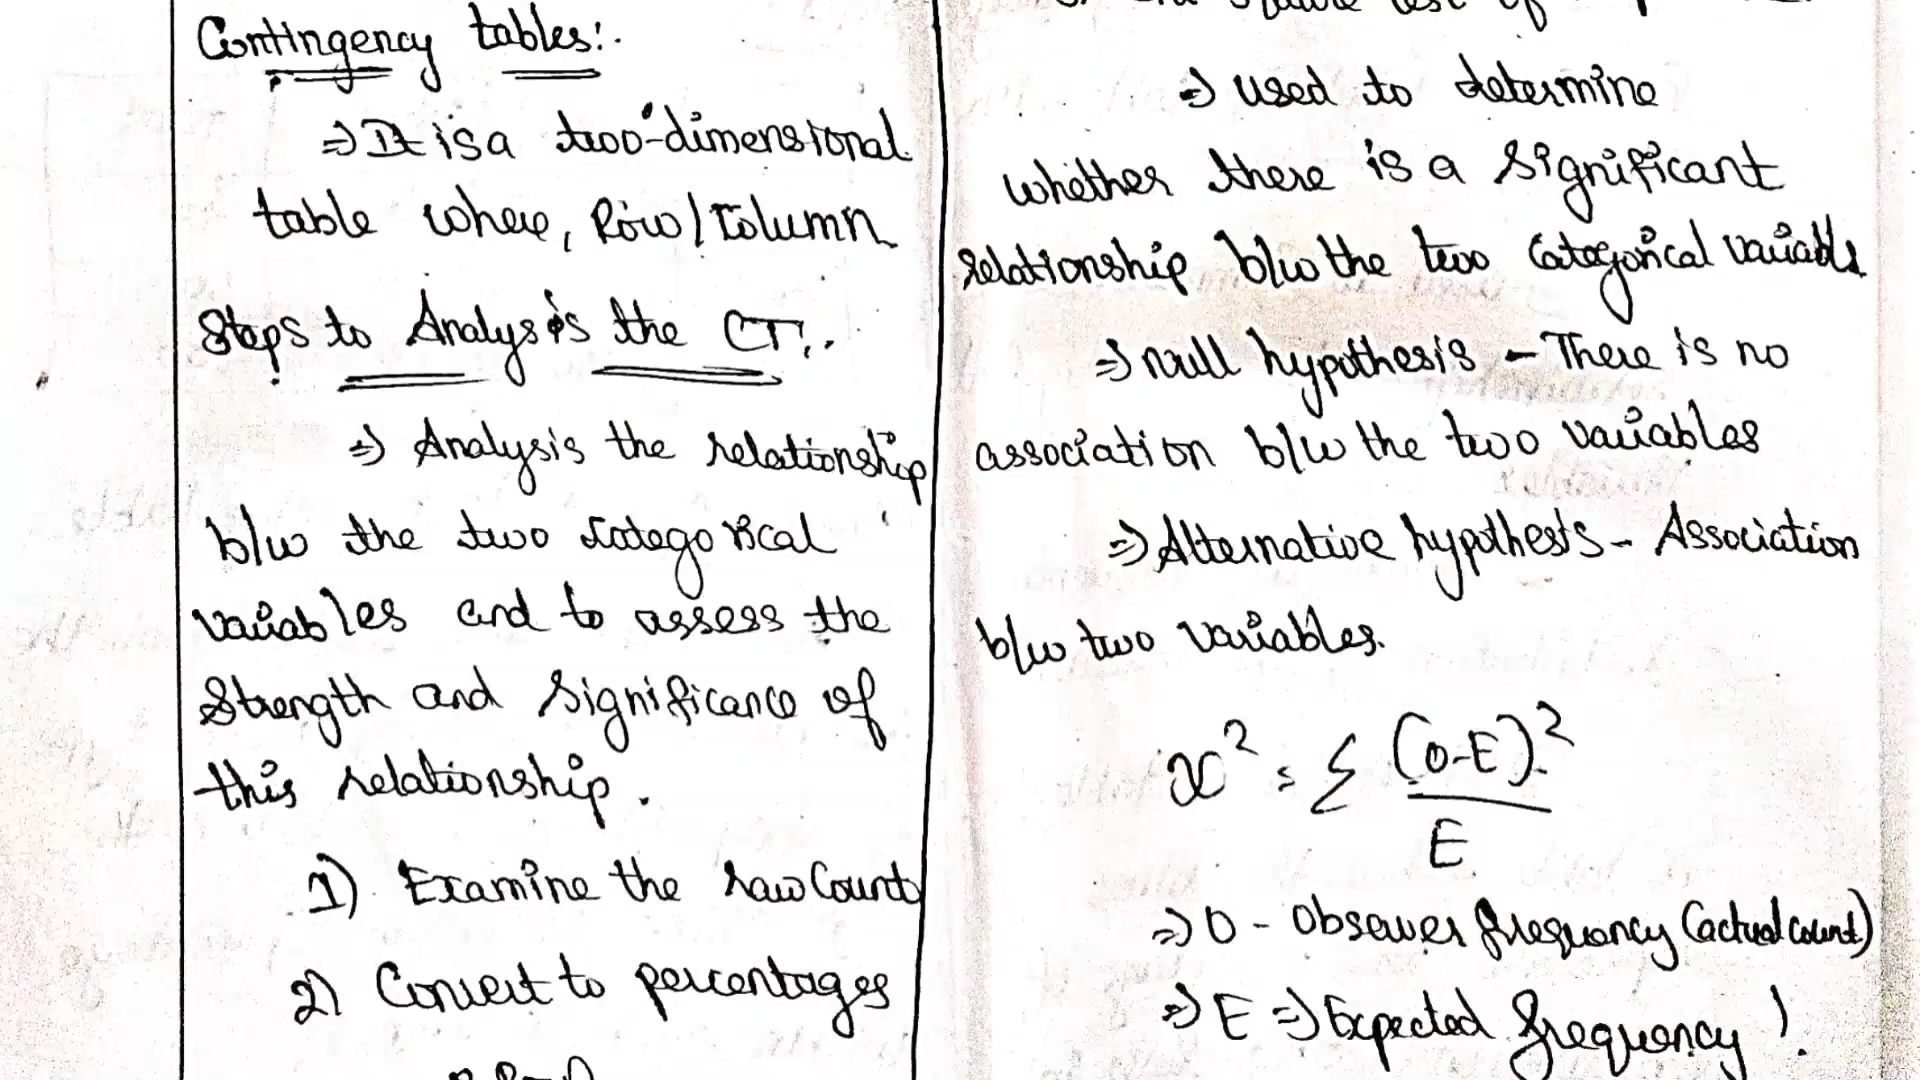 Contingency tables:-
⇒ It is a two-dimensional
table where, Row/Column
Steps to Analysis the CT:-
⇒ Analysis the relationship
b/w the two categorical
variables and to assess the
Strength and Significance of
this relationship.
1) Examine the raw Count
2) Convert to percentages
⇒ used to determine
whether there is a Significant
relationship b/w the two Categorical variable
⇒ null hypothesis - There is no
association b/w the two variables
⇒ Alternative hypothesis - Association
b/w two variables.
x² = Σ (O-E)²
E
⇒ O - Observer frequency (actual count)
⇒ E ⇒ Expected frequency